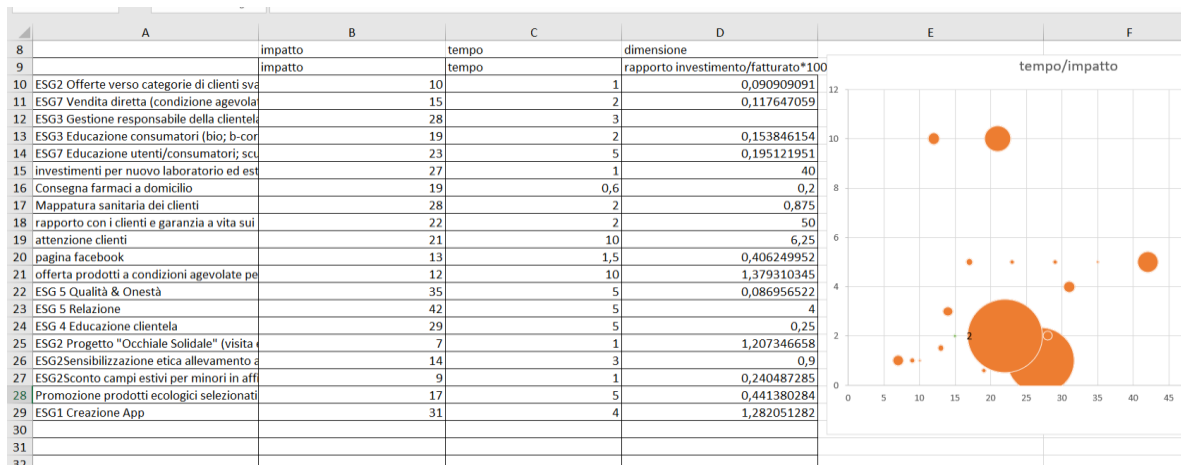 A B C D E F
8 impatto tempo dimensione
9 impatto tempo rapporto investimento/fatturato*100
10 ESG2 Offerte verso categorie di clienti sva 10 1 0,090909091
11 ESG7 Vendita diretta (condizione agevola 15 2 0,117647059
12 ESG3 Gestione responsabile della clientela 28 3
13 ESG3 Educazione consumatori (bio; b-cor 19 2 0,153846154
14 ESG7 Educazione utenti/consumatori; scu 23 5 0,195121951
15 investimenti per nuovo laboratorio ed est 27 1 40
16 Consegna farmaci a domicilio 19 0,6 0,2
17 Mappatura sanitaria dei clienti 28 2 0,875
18 rapporto con i clienti e garanzia a vita sui 22 2 50
19 attenzione clienti 21 10 6,25
20 pagina facebook 13 1,5 0,406249952
21 offerta prodotti a condizioni agevolate pe 12 10 1,379310345
22 ESG 5 Qualità & Onestà 35 5 0,086956522
23 ESG 5 Relazione 42 5 4
24 ESG 4 Educazione clientela 29 5 0,25
25 ESG2 Progetto "Occhiale Solidale" (visita 7 1 1,207346658
26 ESG2Sensibilizzazione etica allevamento a 14 3 0,9
27 ESG2Sconto campi estivi per minori in affi 9 1 0,240487285
28 Promozione prodotti ecologici selezionati 17 5 0,441380284
29 ESG1 Creazione App 31 4 1,282051282
30
31
32
tempo/impatto
12
10
8
6
4
2
2
0
0 5 10 15 20 25 30 35 40 45